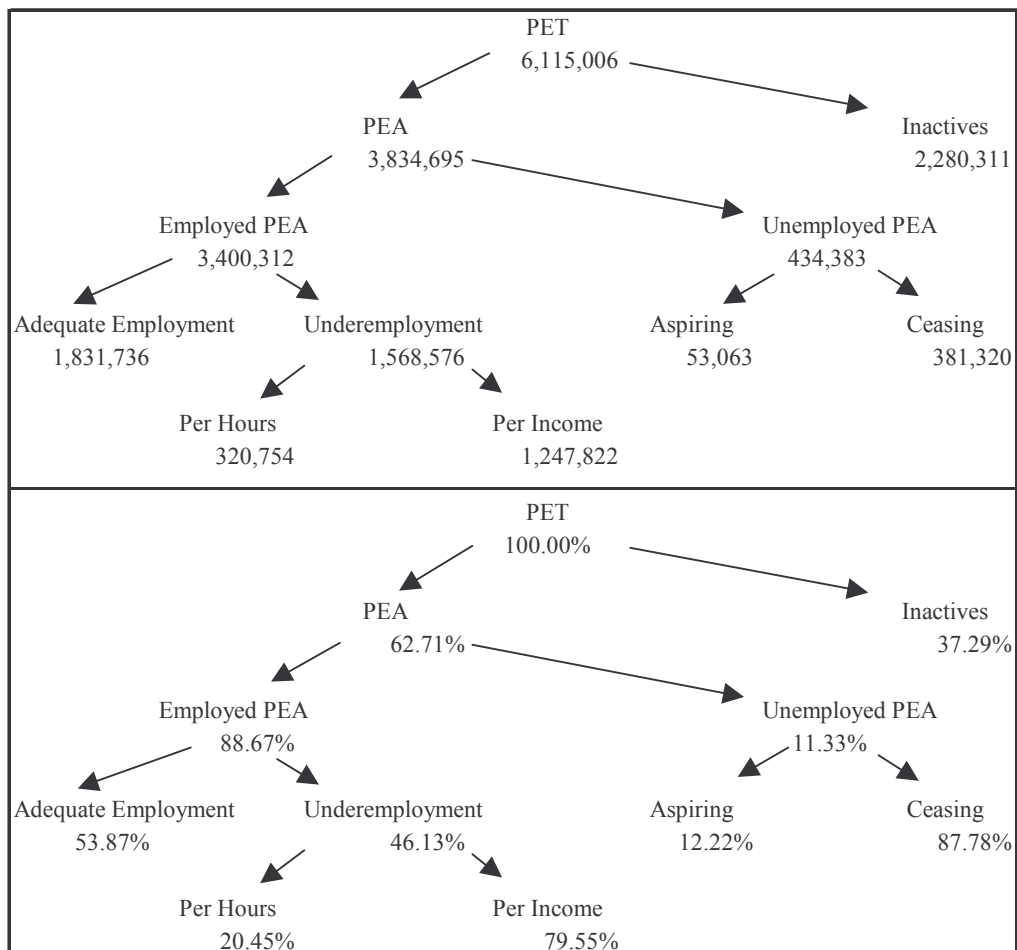 PET
6,115,006
PEA Inactives
3,834,695 2,280,311
Employed PEA Unemployed PEA
3,400,312 434,383
Adequate Employment Underemployment Aspiring Ceasing
1,831,736 1,568,576 53,063 381,320
Per Hours Per Income
320,754 1,247,822
PET
100.00%
PEA Inactives
62.71% 37.29%
Employed PEA Unemployed PEA
88.67% 11.33%
Adequate Employment Underemployment Aspiring Ceasing
53.87% 46.13% 12.22% 87.78%
Per Hours Per Income
20.45% 79.55%